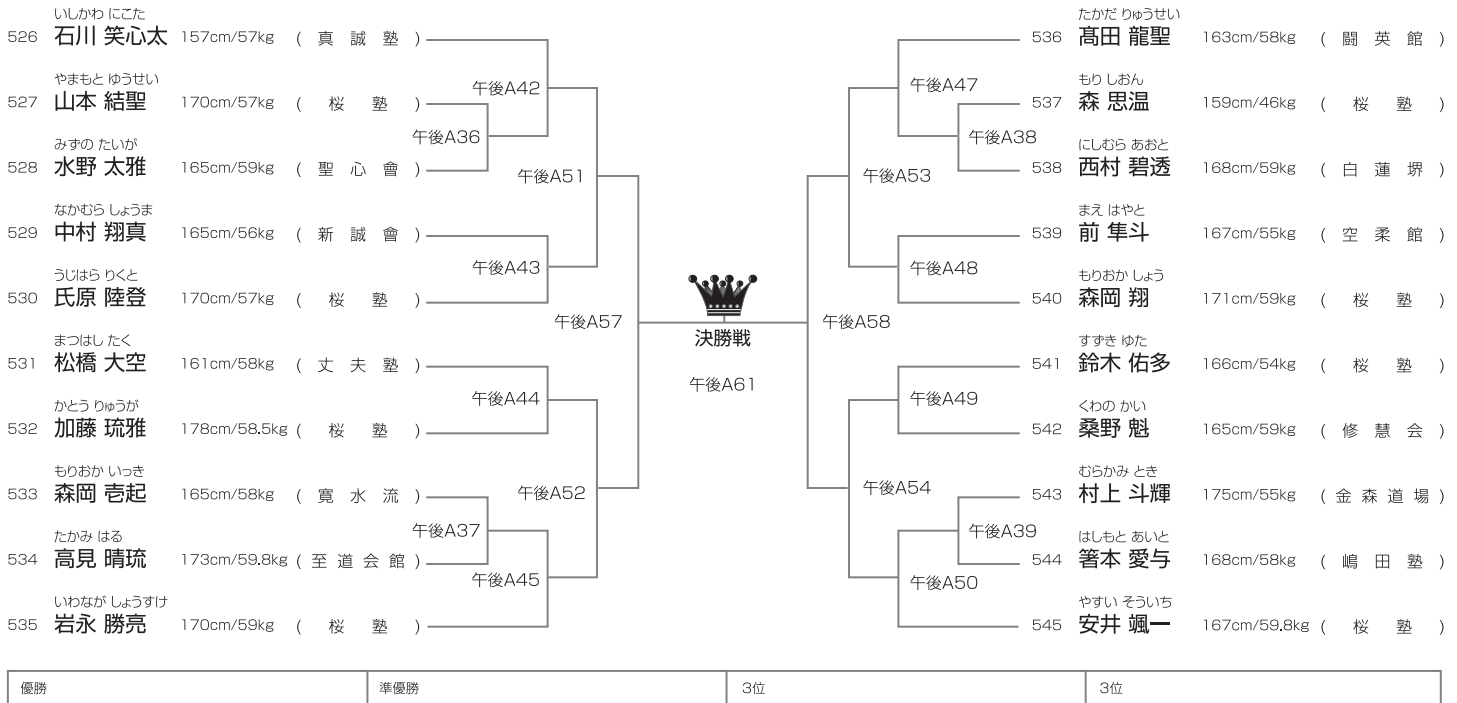 いしかわ にこた
526 石川 笑心太 157cm/57kg ( 真 誠 塾 )
やまもと ゆうせい
527 山本 結聖 170cm/57kg ( 桜 塾 )
みずの たいが
528 水野 太雅 165cm/59kg ( 聖 心 會 )
なかむら しょうま
529 中村 翔真 165cm/56kg ( 新 誠 會 )
うじはら りくと
530 氏原 陸登 170cm/57kg ( 桜 塾 )
まつはし たく
531 松橋 大空 161cm/58kg ( 丈 夫 塾 )
かとう りゅうが
532 加藤 琉雅 178cm/58.5kg ( 桜 塾 )
もりおか いっき
533 森岡 壱起 165cm/58kg ( 寛 水 流 )
たかみ はる
534 高見 晴琉 173cm/59.8kg ( 至 道 会 館 )
いわなが しょうすけ
535 岩永 勝亮 170cm/59kg ( 桜 塾 )
午後A42
午後A36
午後A51
午後A43
午後A57
午後A44
午後A52
午後A37
午後A45
決勝戦
午後A61
午後A47
午後A38
午後A53
午後A48
午後A58
午後A49
午後A54
午後A39
午後A50
たかだ りゅうせい
536 髙田 龍聖 163cm/58kg ( 闘 英 館 )
もり しおん
537 森 思温 159cm/46kg ( 桜 塾 )
にしむら あおと
538 西村 碧透 168cm/59kg ( 白 蓮 堺 )
まえ はやと
539 前 隼斗 167cm/55kg ( 空 柔 館 )
もりおか しょう
540 森岡 翔 171cm/59kg ( 桜 塾 )
すずき ゆた
541 鈴木 佑多 166cm/54kg ( 桜 塾 )
くわの かい
542 桑野 魁 165cm/59kg ( 修 慧 会 )
むらかみ とき
543 村上 斗輝 175cm/55kg ( 金 森 道 場 )
はしもと あいと
544 箸本 愛与 168cm/58kg ( 嶋 田 塾 )
やすい そういち
545 安井 颯一 167cm/59.8kg ( 桜 塾 )
優勝 準優勝 3位 3位